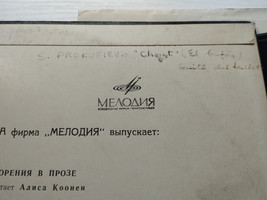 S. PROKOFIEV "Chout" (
МЕЛОДИЯ
А фирма „МЕЛОДИЯ" выпускает:
ОРЕНИЯ В ПРОЗЕ
тает Алиса Коонен